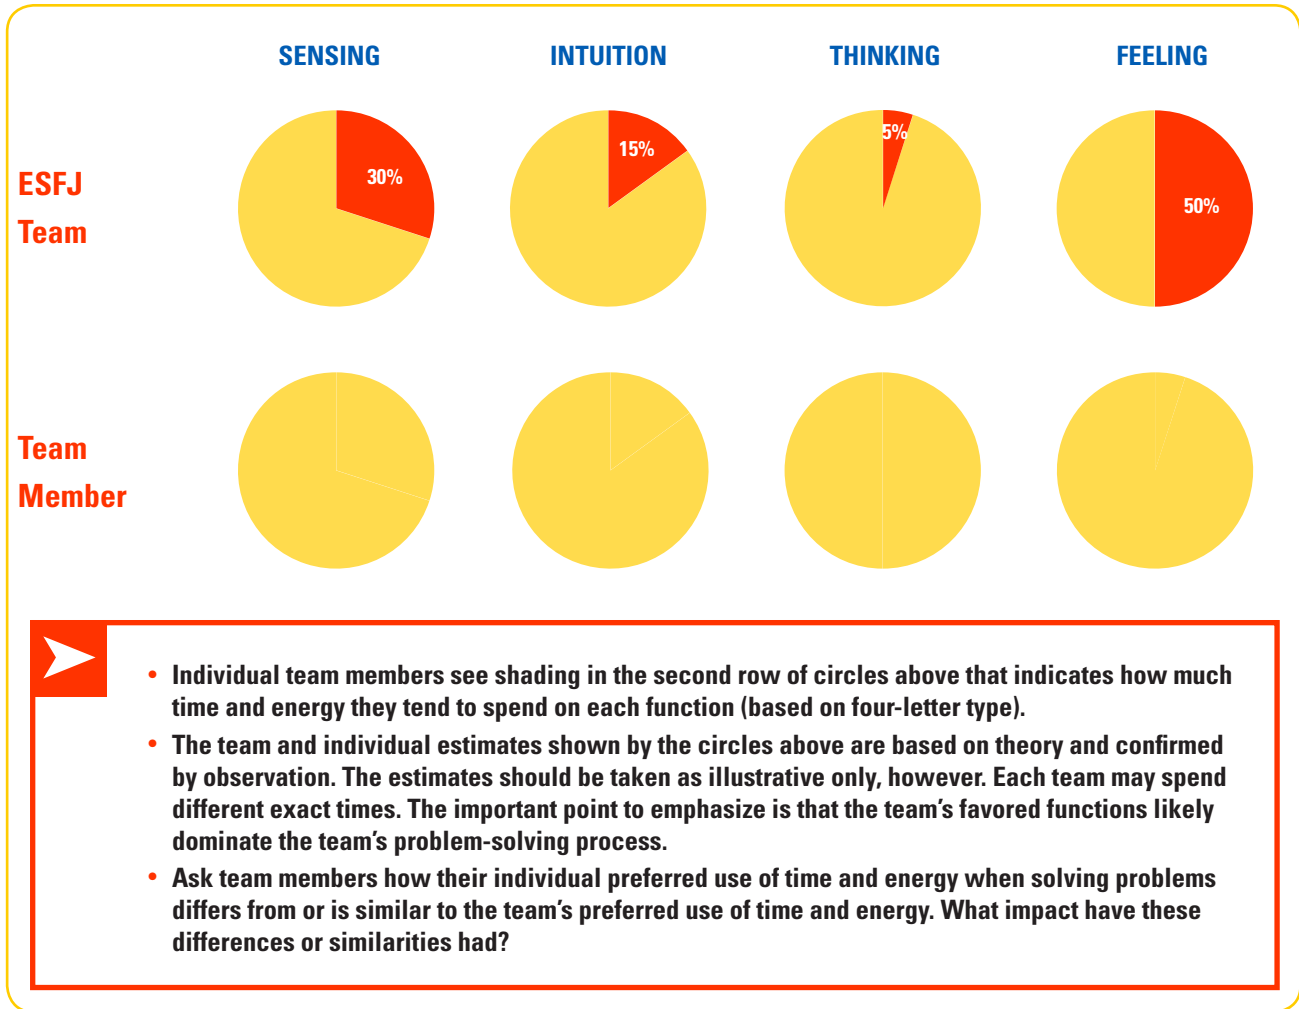 SENSING INTUITION THINKING FEELING
ESFJ
Team
30% 15% 5% 50%
Team
Member
• Individual team members see shading in the second row of circles above that indicates how much
time and energy they tend to spend on each function (based on four-letter type).
• The team and individual estimates shown by the circles above are based on theory and confirmed
by observation. The estimates should be taken as illustrative only, however. Each team may spend
different exact times. The important point to emphasize is that the team’s favored functions likely
dominate the team’s problem-solving process.
• Ask team members how their individual preferred use of time and energy when solving problems
differs from or is similar to the team’s preferred use of time and energy. What impact have these
differences or similarities had?